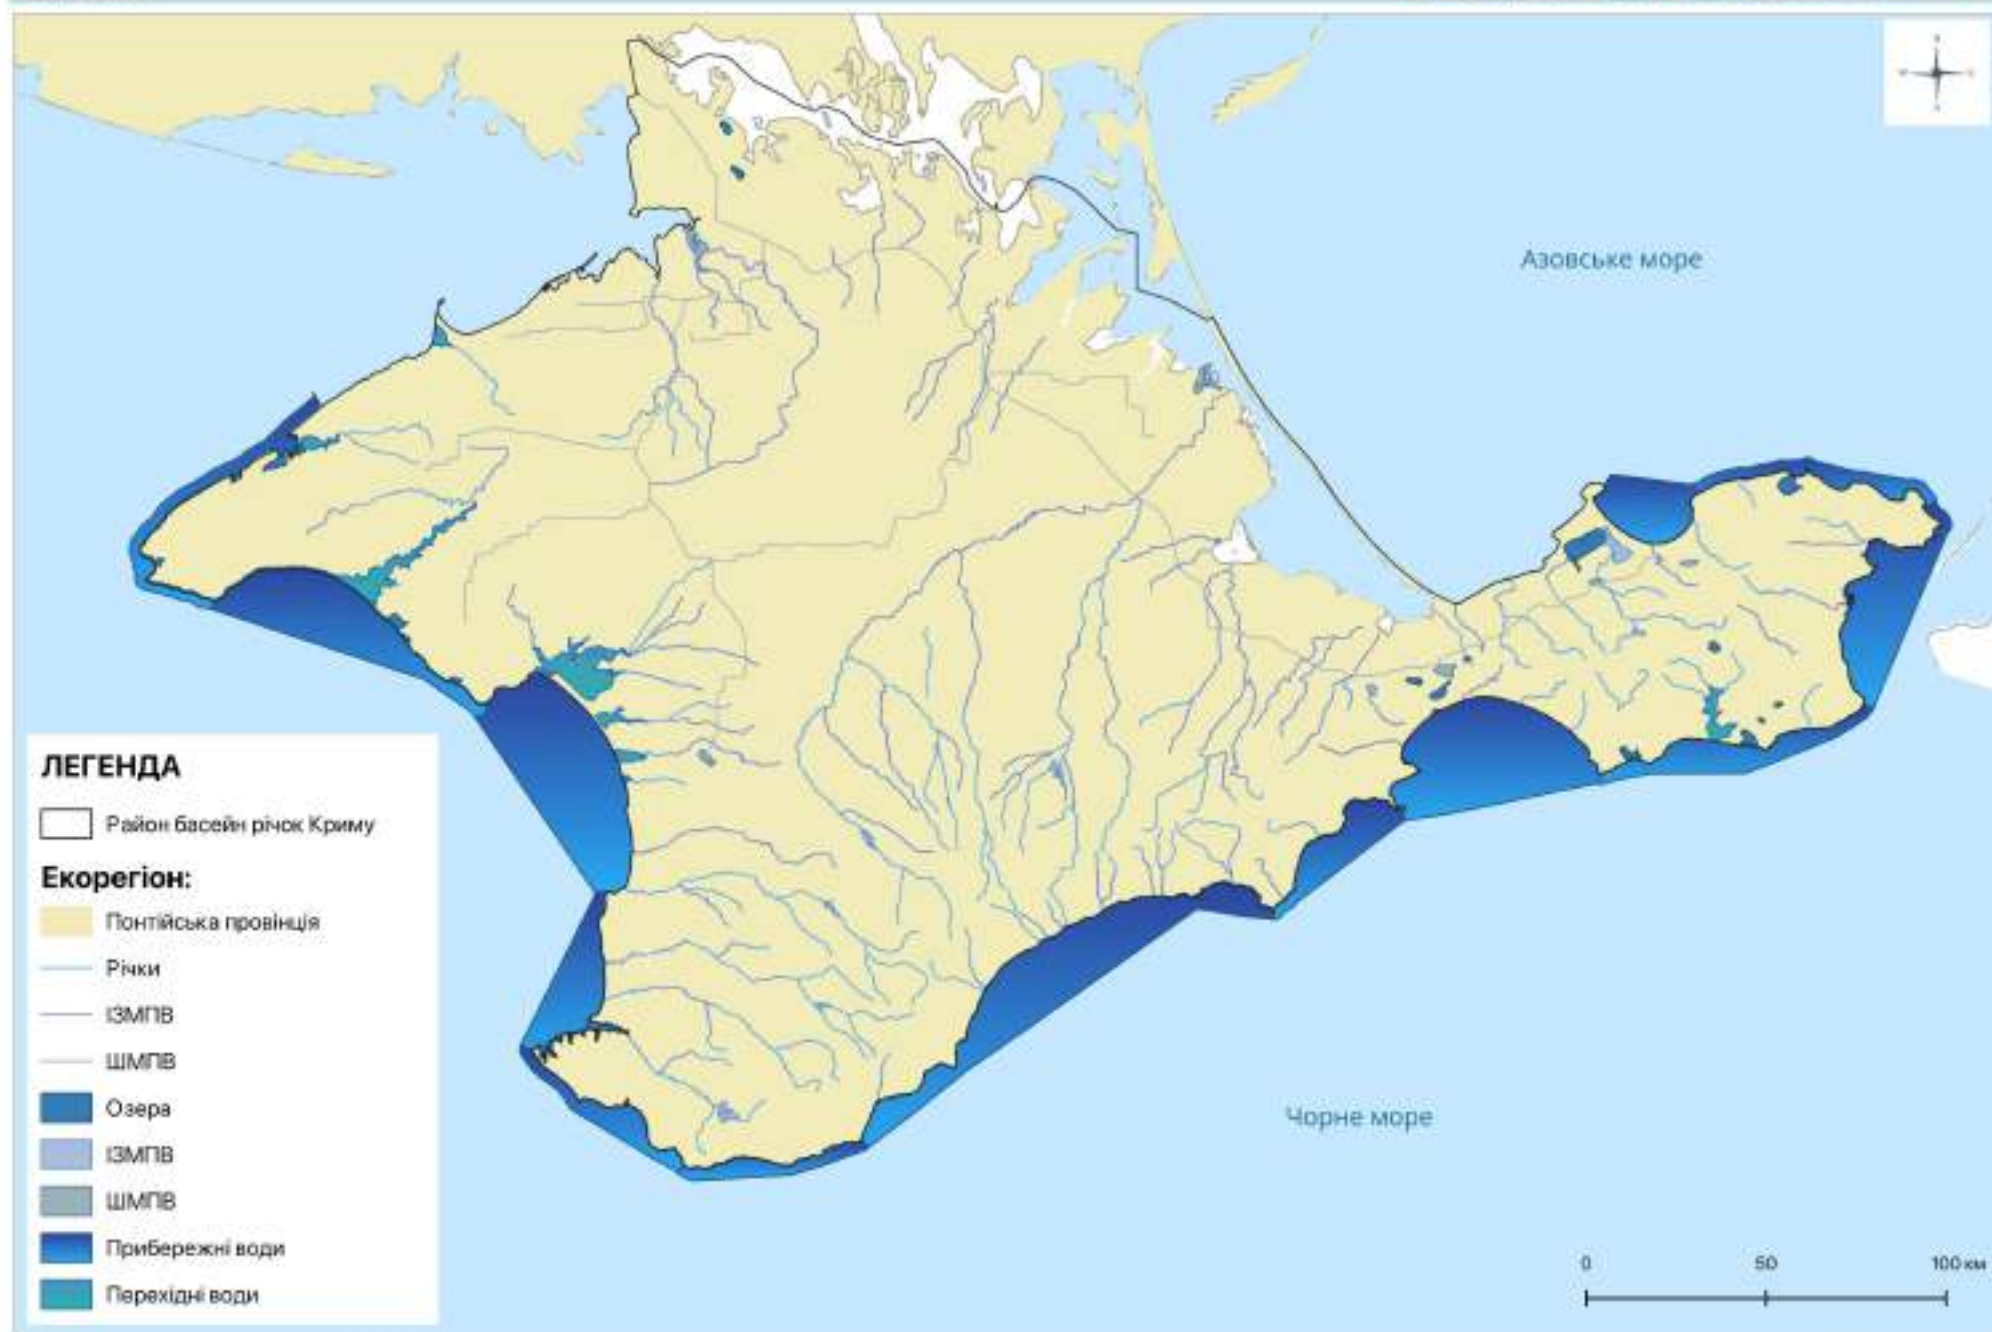 Азовське море
Чорне море
ЛЕГЕНДА
Район басейн річок Криму
Екорегіон:
Понтійська провінція
Річки
ІЗМПВ
ШМПВ
Озера
ІЗМПВ
ШМПВ
Прибережні води
Перехідні води
0 50 100 км